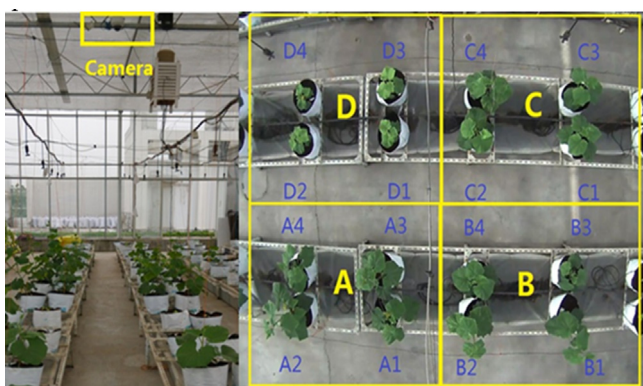 Camera
D4 D3 C4 C3
D C
D2 D1 C2 C1
A4 A3 B4 B3
A B
A2 A1 B2 B1